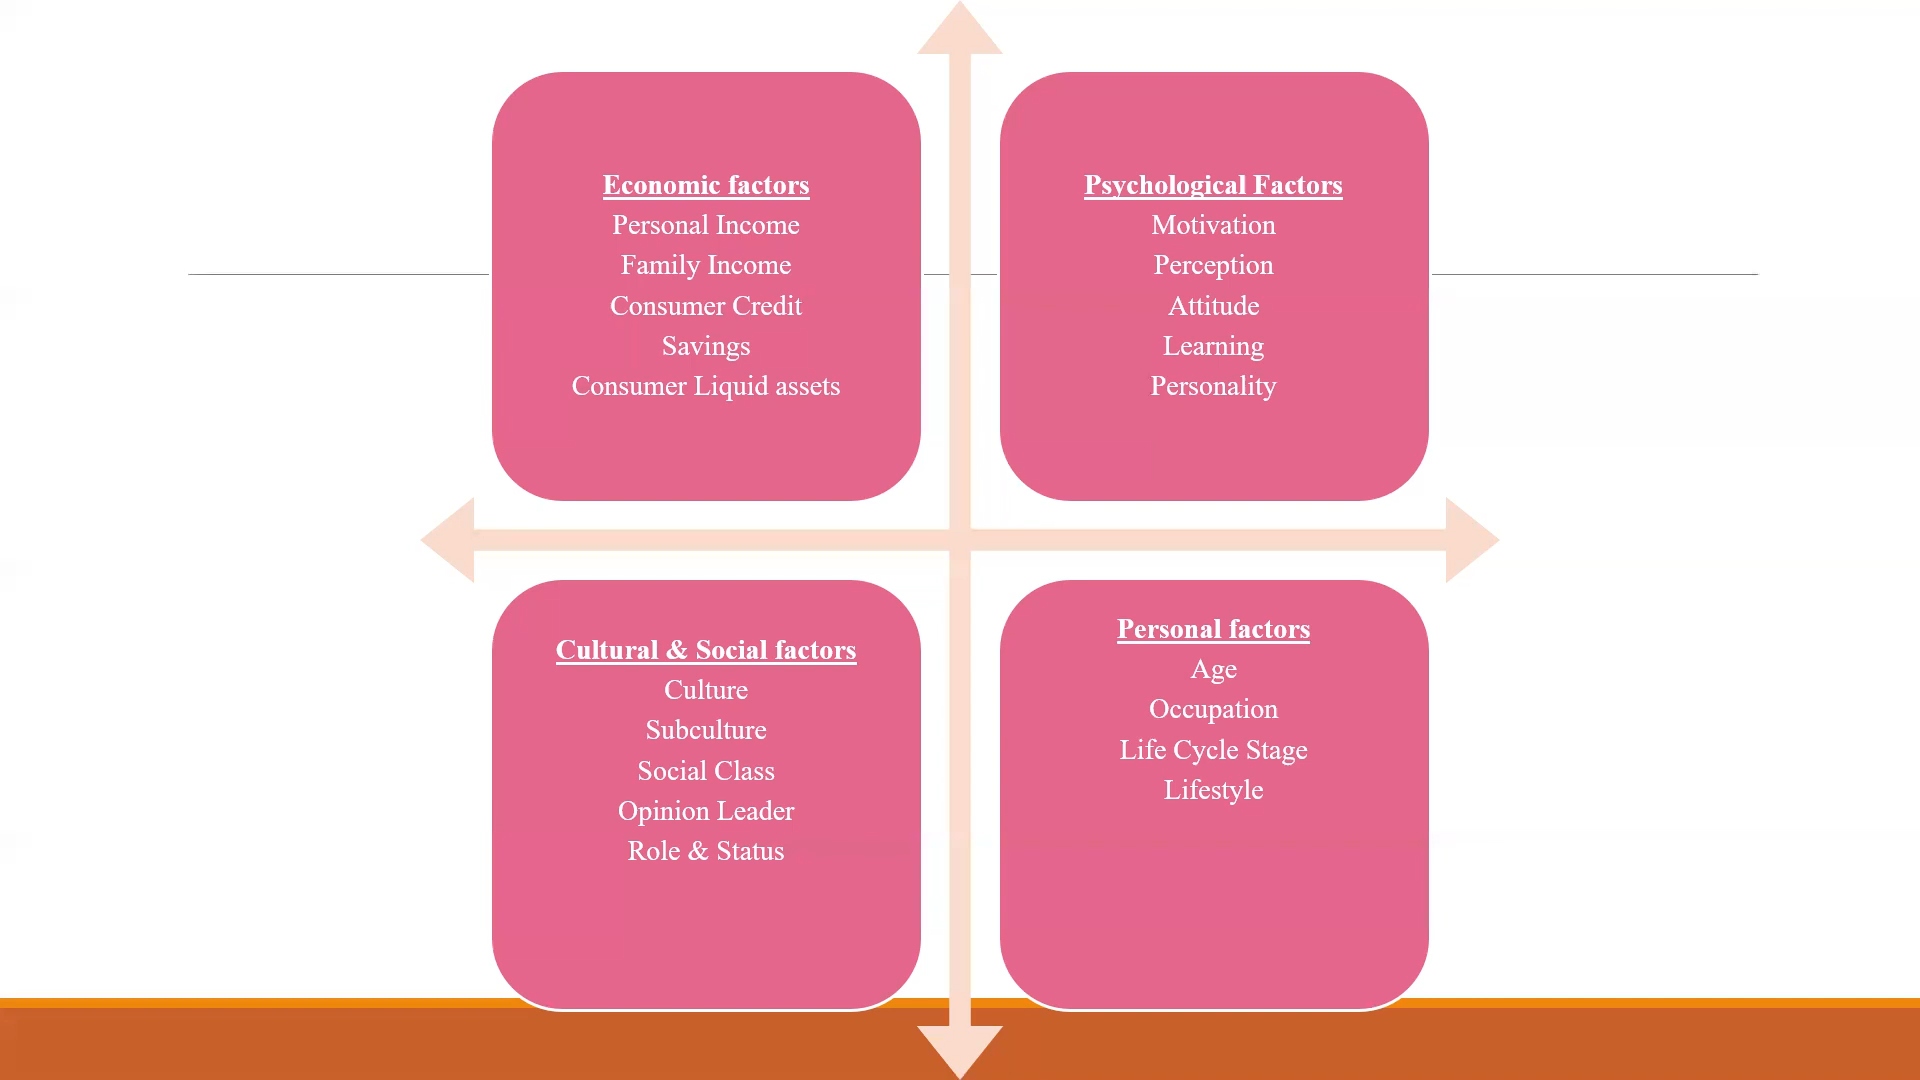 Economic factors
Personal Income
Family Income
Consumer Credit
Savings
Consumer Liquid assets
Psychological Factors
Motivation
Perception
Attitude
Learning
Personality
Cultural & Social factors
Culture
Subculture
Social Class
Opinion Leader
Role & Status
Personal factors
Age
Occupation
Life Cycle Stage
Lifestyle